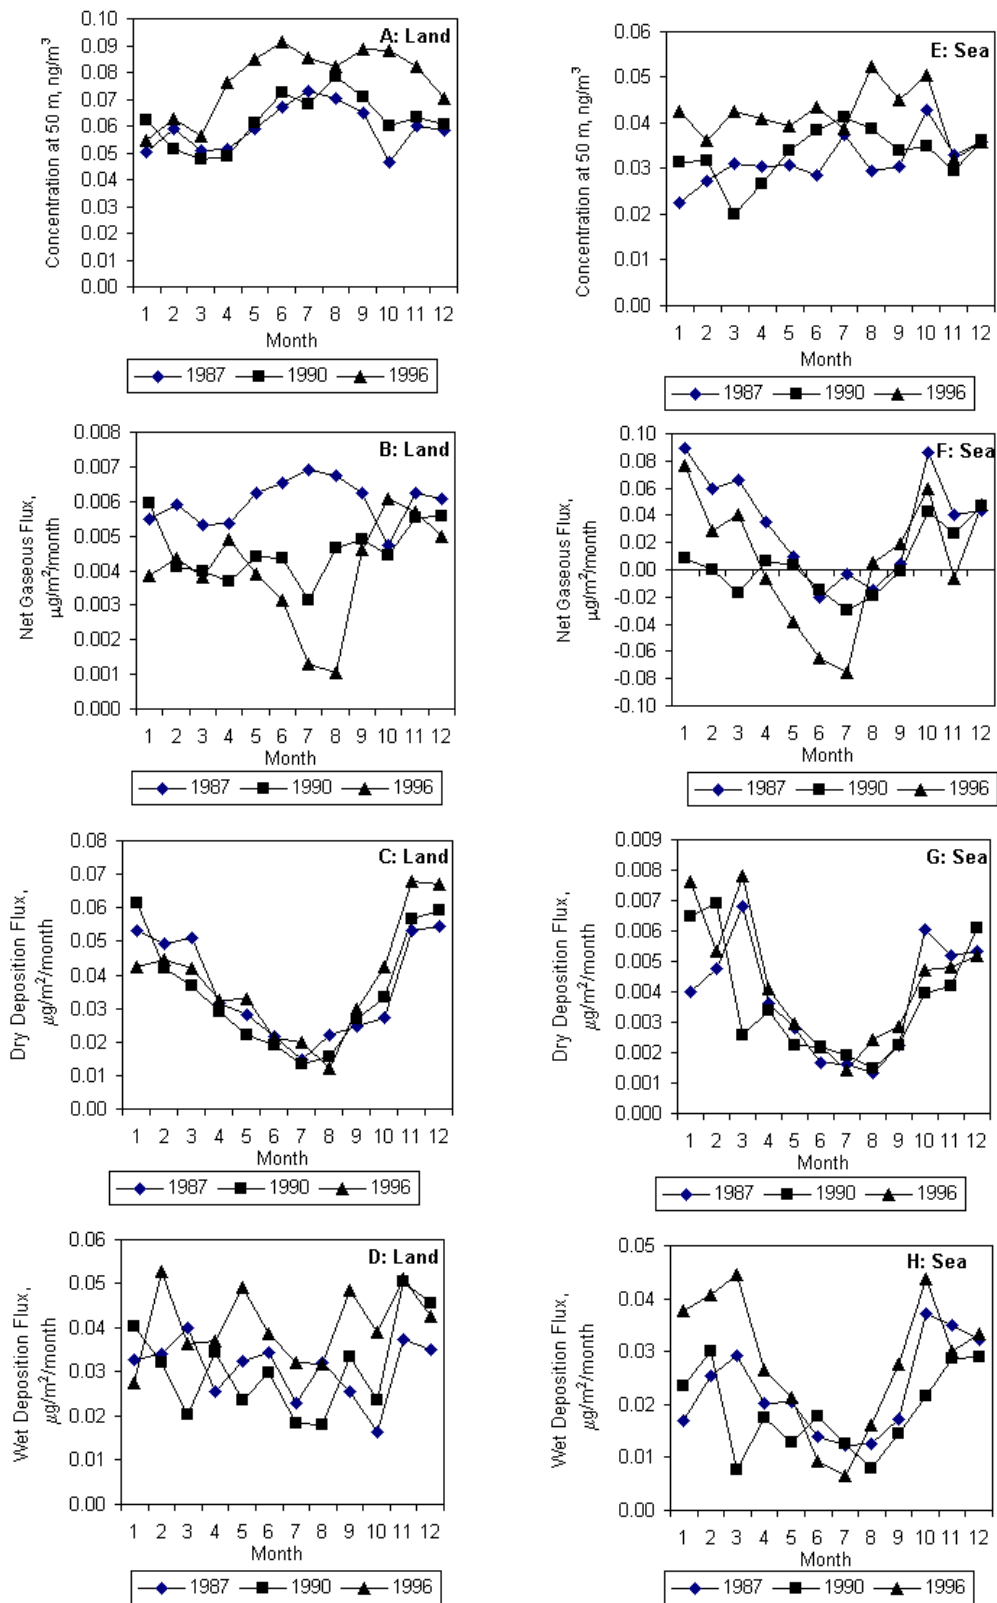 A: Land
Concentration at 50 m, ng/m³
0.10
0.09
0.08
0.07
0.06
0.05
0.04
0.03
0.02
0.01
0.00
1 2 3 4 5 6 7 8 9 10 11 12
Month
1987 1990 1996
E: Sea
Concentration at 50 m, ng/m³
0.06
0.05
0.04
0.03
0.02
0.01
0.00
1 2 3 4 5 6 7 8 9 10 11 12
Month
1987 1990 1996
B: Land
Net Gaseous Flux,
µg/m²/month
0.008
0.007
0.006
0.005
0.004
0.003
0.002
0.001
0.000
1 2 3 4 5 6 7 8 9 10 11 12
Month
1987 1990 1996
F: Sea
Net Gaseous Flux,
µg/m²/month
0.10
0.08
0.06
0.04
0.02
0.00
-0.02
-0.04
-0.06
-0.08
-0.10
1 2 3 4 5 6 7 8 9 10 11 12
Month
1987 1990 1996
C: Land
Dry Deposition Flux,
µg/m²/month
0.08
0.07
0.06
0.05
0.04
0.03
0.02
0.01
0.00
1 2 3 4 5 6 7 8 9 10 11 12
Month
1987 1990 1996
G: Sea
Dry Deposition Flux,
µg/m²/month
0.009
0.008
0.007
0.006
0.005
0.004
0.003
0.002
0.001
0.000
1 2 3 4 5 6 7 8 9 10 11 12
Month
1987 1990 1996
D: Land
Wet Deposition Flux,
µg/m²/month
0.06
0.05
0.04
0.03
0.02
0.01
0.00
1 2 3 4 5 6 7 8 9 10 11 12
Month
1987 1990 1996
H: Sea
Wet Deposition Flux,
µg/m²/month
0.05
0.04
0.03
0.02
0.01
0.00
1 2 3 4 5 6 7 8 9 10 11 12
Month
1987 1990 1996